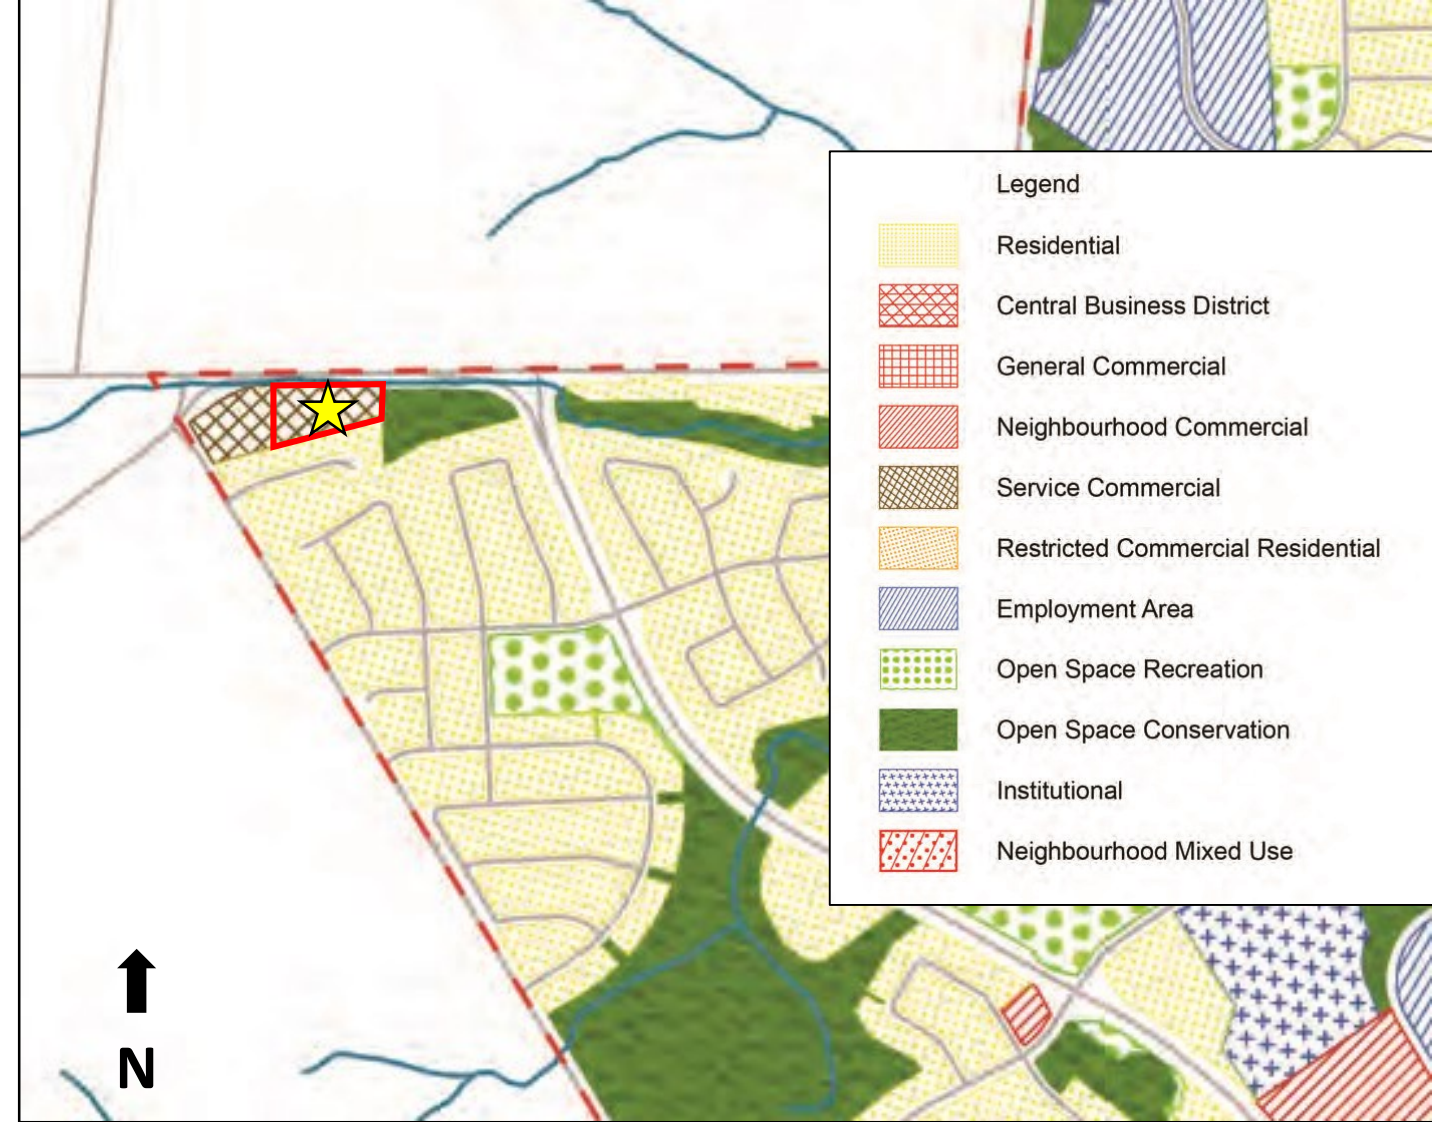 Legend
Residential
Central Business District
General Commercial
Neighbourhood Commercial
Service Commercial
Restricted Commercial Residential
Employment Area
Open Space Recreation
Open Space Conservation
Institutional
Neighbourhood Mixed Use
N